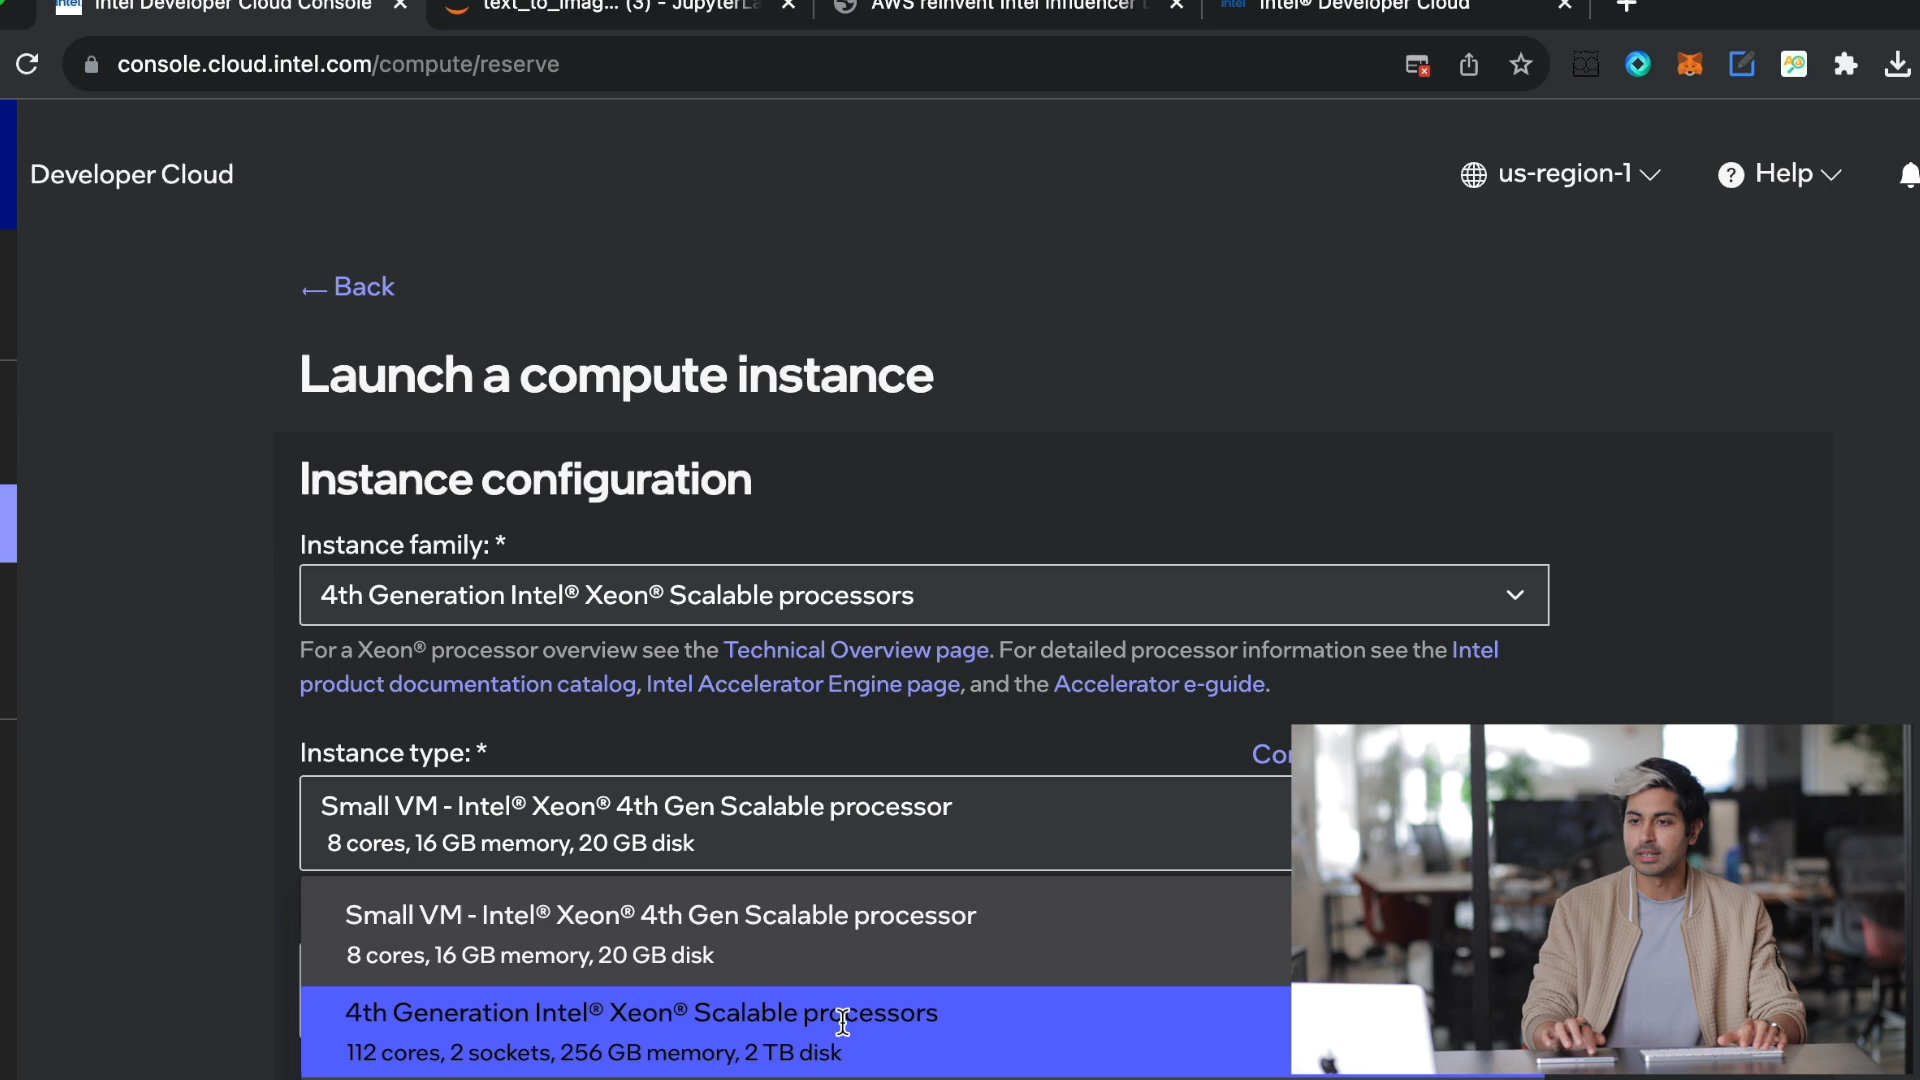 intel Intel Developer Cloud Console
text_to_imag... (3) - JupyterLa
AWS reInvent Intel Influencer
intel Intel® Developer Cloud
console.cloud.intel.com/compute/reserve
Developer Cloud
us-region-1
? Help
← Back
Launch a compute instance
Instance configuration
Instance family: *
4th Generation Intel® Xeon® Scalable processors
For a Xeon® processor overview see the Technical Overview page. For detailed processor information see the Intel
product documentation catalog, Intel Accelerator Engine page, and the Accelerator e-guide.
Instance type: *
Small VM - Intel® Xeon® 4th Gen Scalable processor
8 cores, 16 GB memory, 20 GB disk
Small VM - Intel® Xeon® 4th Gen Scalable processor
8 cores, 16 GB memory, 20 GB disk
4th Generation Intel® Xeon® Scalable processors
112 cores, 2 sockets, 256 GB memory, 2 TB disk